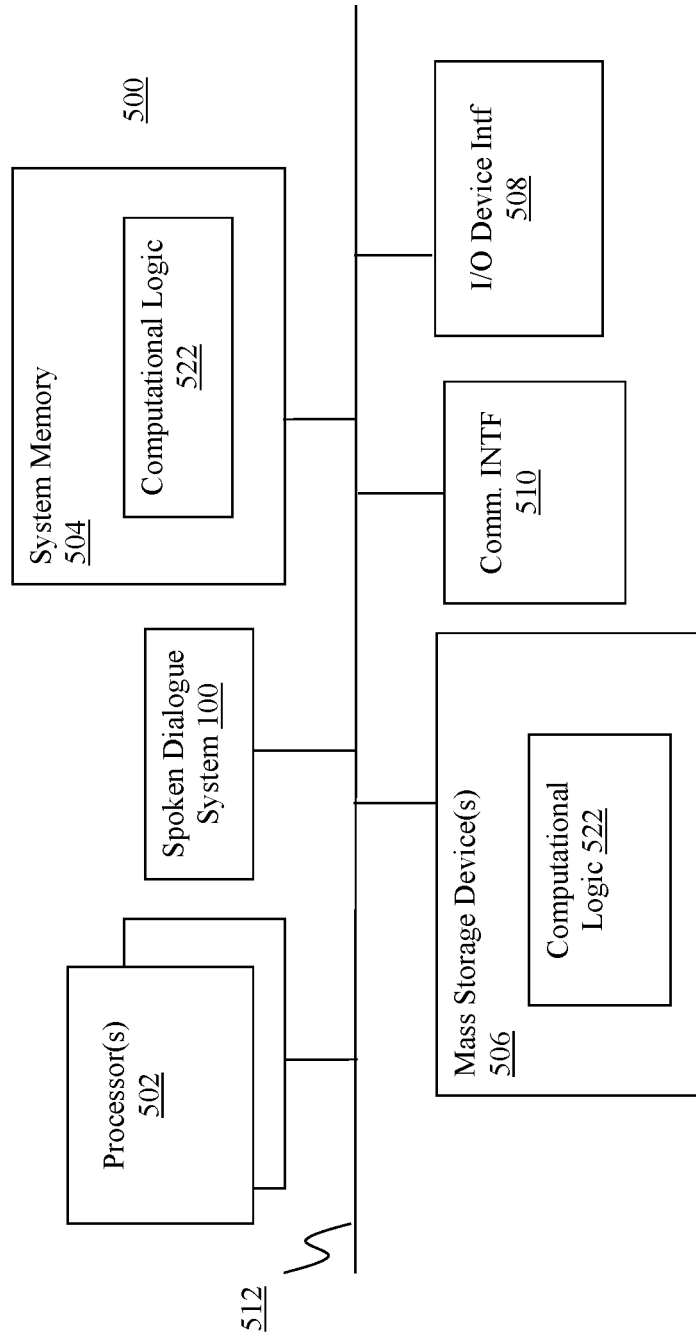 500
Processor(s)
502
Spoken Dialogue
System 100
System Memory
504
Computational Logic
522
512
Mass Storage Device(s)
506
Computational
Logic 522
Comm. INTF
510
I/O Device Intf
508